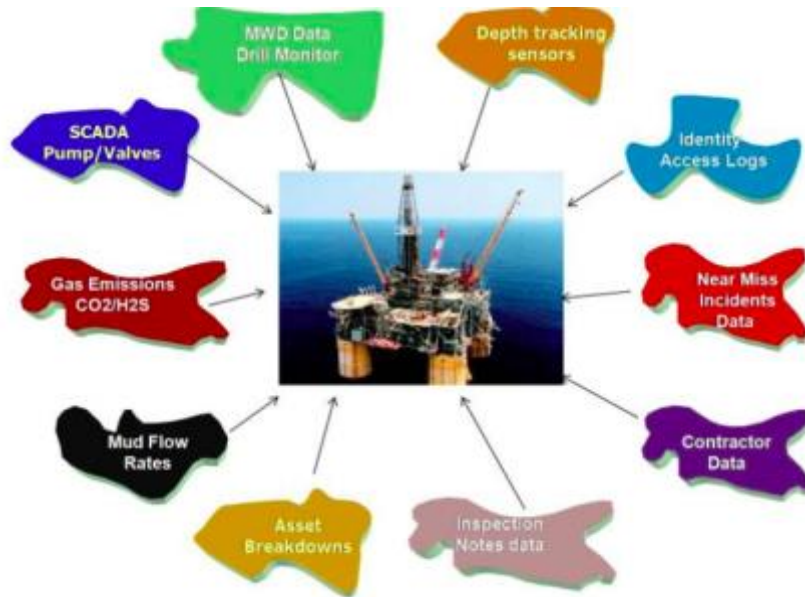 MWD Data
Drill Monitor
Depth tracking
sensors
SCADA
Pump/Valves
Identity
Access Logs
Gas Emissions
CO2/H2S
Near Miss
Incidents
Data
Mud Flow
Rates
Contractor
Data
Asset
Breakdowns
Inspection
Notes data